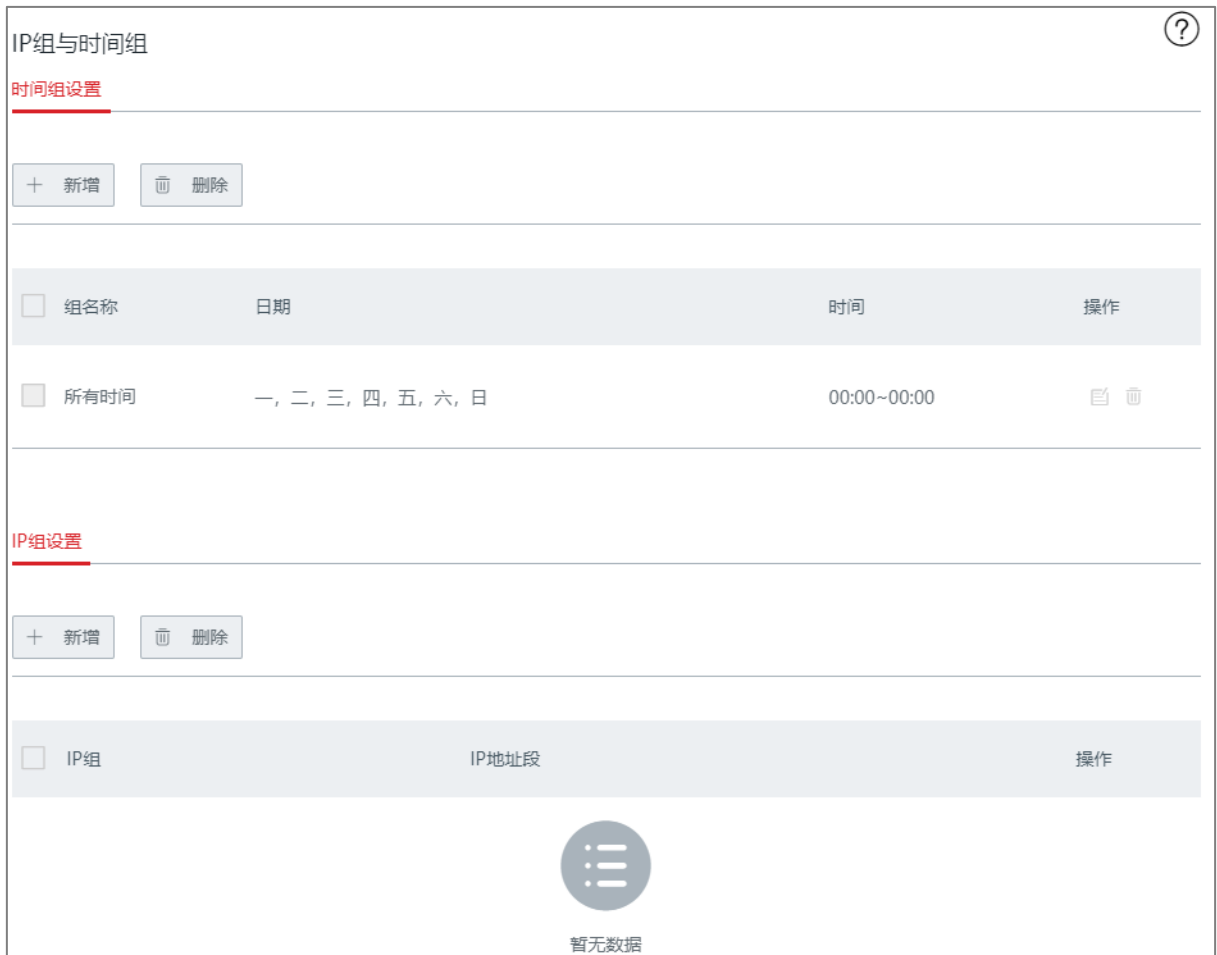 IP组与时间组
?
时间组设置
新增 删除
组名称 日期 时间 操作
所有时间 一, 二, 三, 四, 五, 六, 日 00:00~00:00
IP组设置
新增 删除
IP组 IP地址段 操作
暂无数据